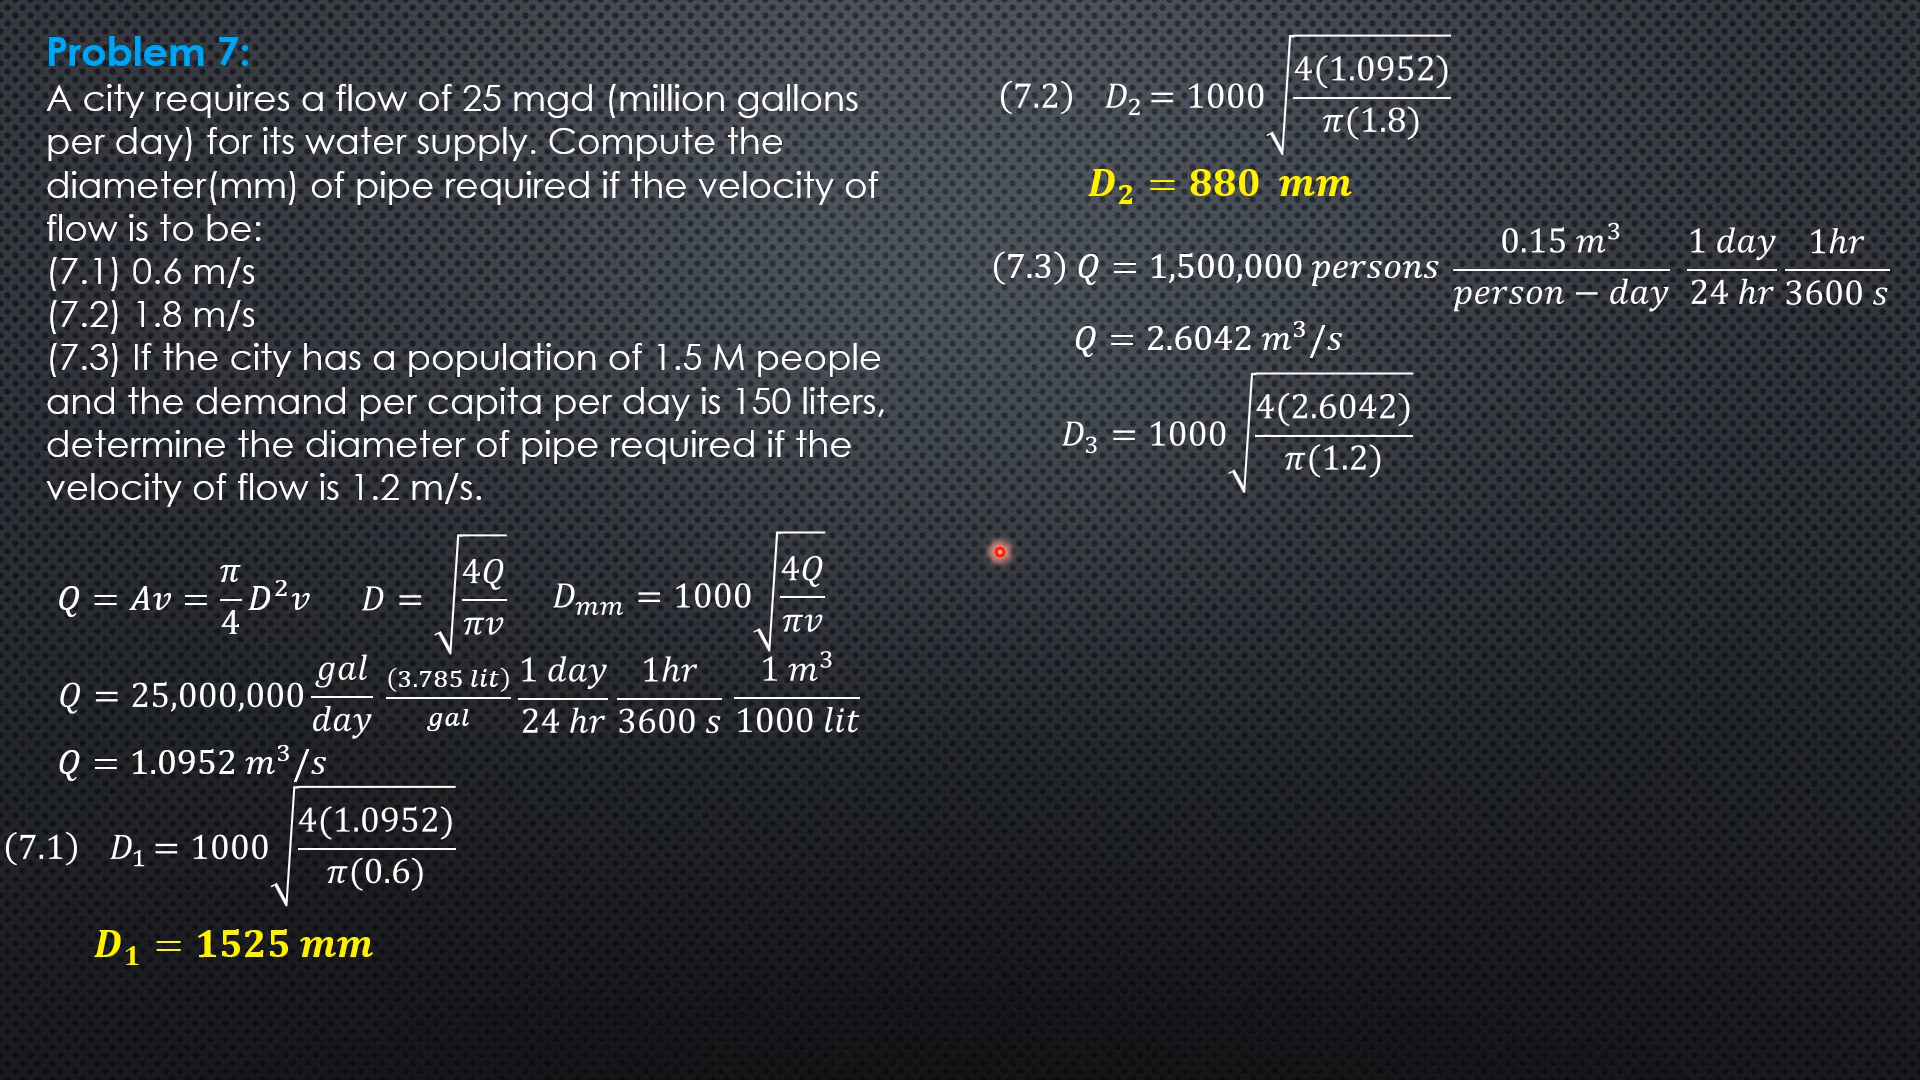 Problem 7:
A city requires a flow of 25 mgd (million gallons
per day) for its water supply. Compute the
diameter(mm) of pipe required if the velocity of
flow is to be:
(7.1) 0.6 m/s
(7.2) 1.8 m/s
(7.3) If the city has a population of 1.5 M people
and the demand per capita per day is 150 liters,
determine the diameter of pipe required if the
velocity of flow is 1.2 m/s.
Q = Av = π/4 D²v   D = √(4Q/πv)   D_mm = 1000 √(4Q/πv)
Q = 25,000,000 gal/day (3.785 lit)/gal 1 day/24 hr 1hr/3600 s 1 m³/1000 lit
Q = 1.0952 m³/s
(7.1) D₁ = 1000 √(4(1.0952)/π(0.6))
D₁ = 1525 mm
(7.2) D₂ = 1000 √(4(1.0952)/π(1.8))
D₂ = 880 mm
(7.3) Q = 1,500,000 persons 0.15 m³/person − day 1 day/24 hr 1hr/3600 s
Q = 2.6042 m³/s
D₃ = 1000 √(4(2.6042)/π(1.2))